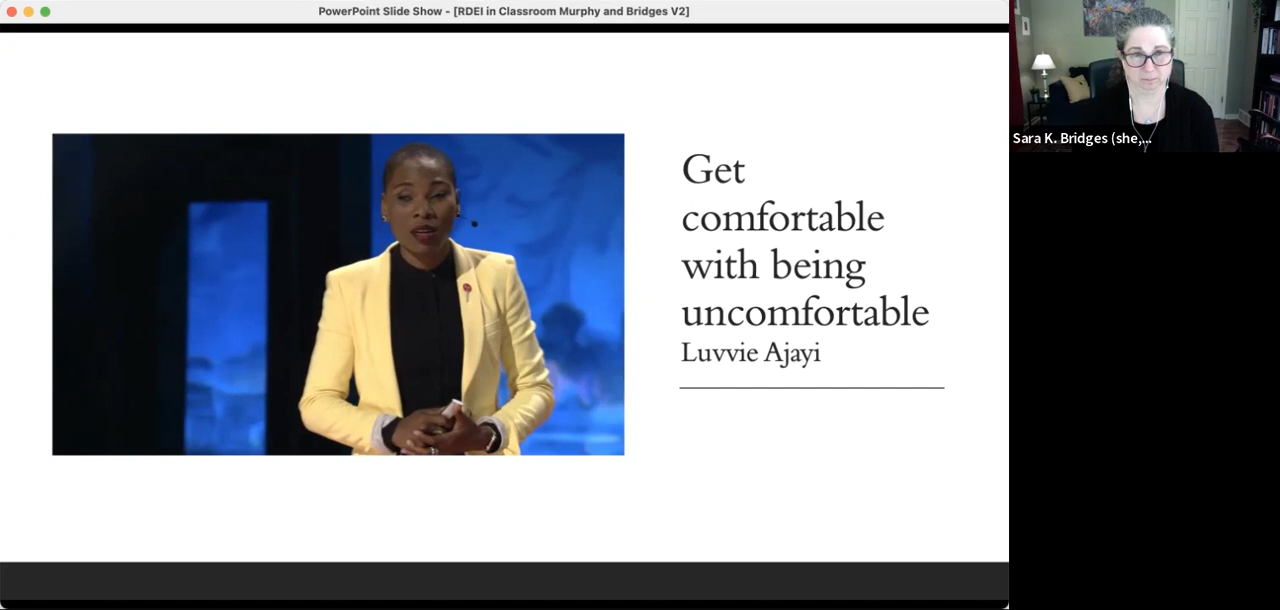 PowerPoint Slide Show - [RDEI in Classroom Murphy and Bridges V2]
Get
comfortable
with being
uncomfortable
Luvvie Ajayi
Sara K. Bridges (she,...